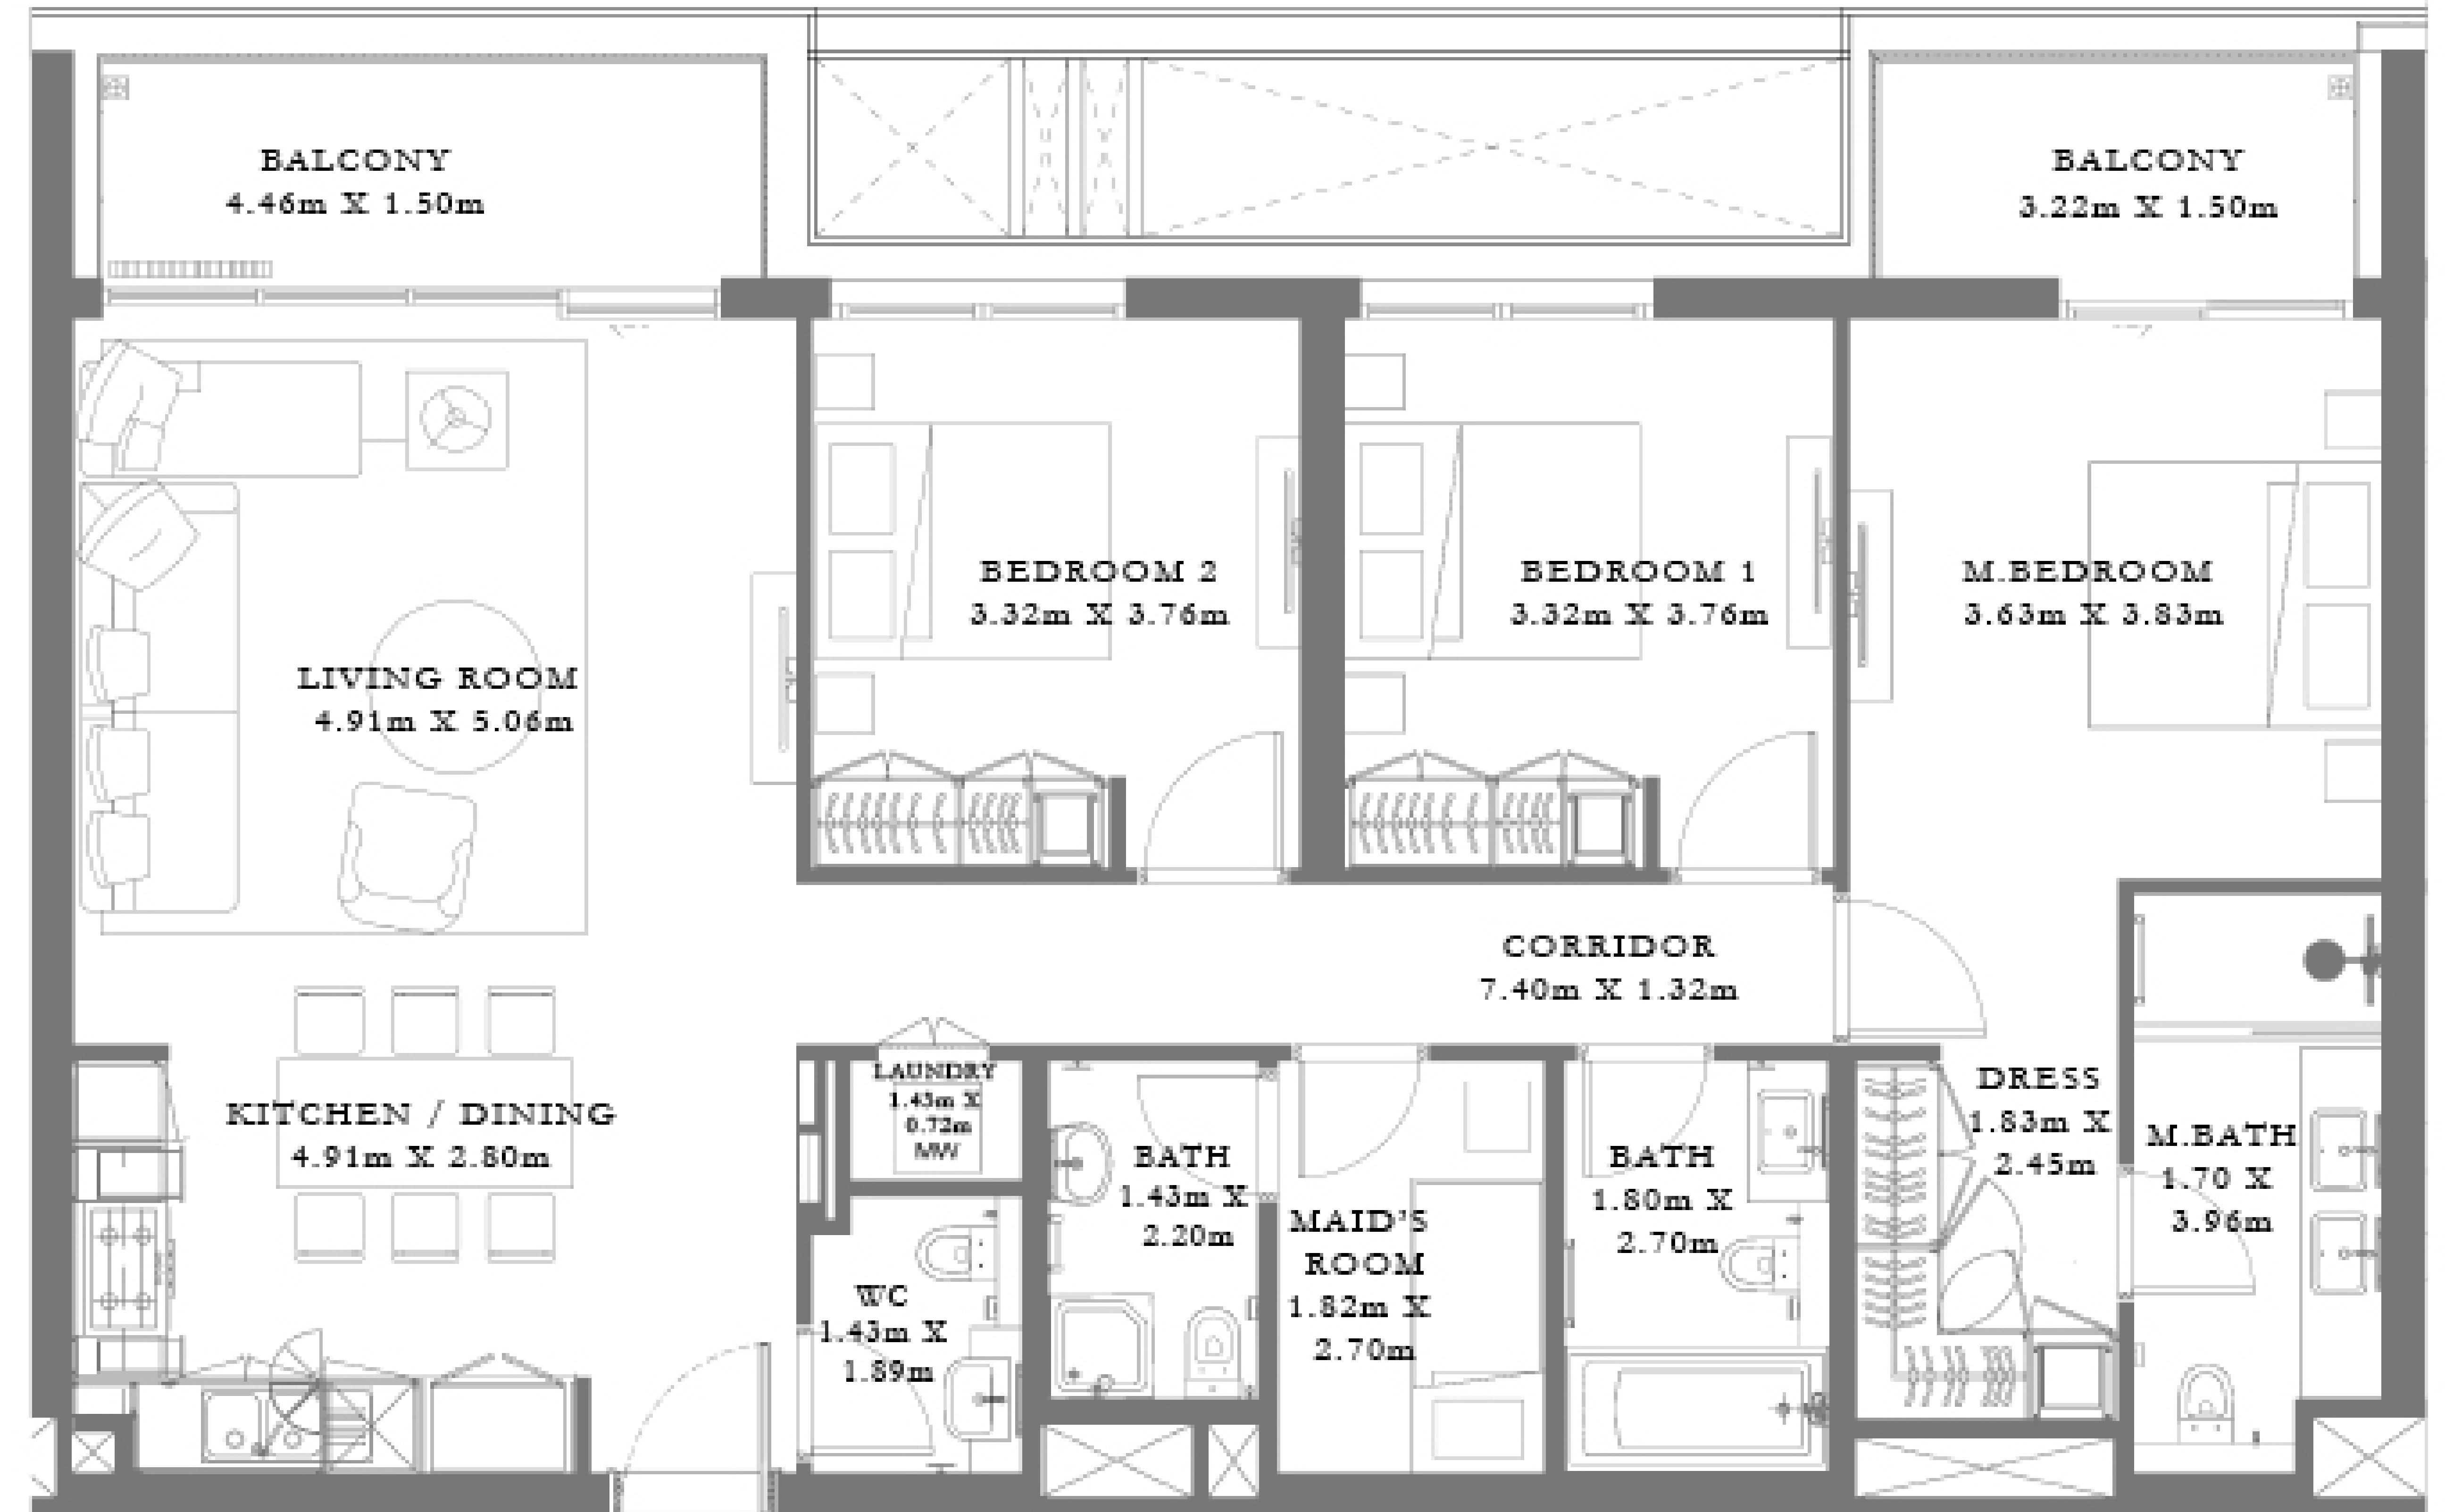 BALCONY
4.46m X 1.50m
BALCONY
3.22m X 1.50m
BEDROOM 2
3.32m X 3.76m
BEDROOM 1
3.32m X 3.76m
M.BEDROOM
3.63m X 3.83m
LIVING ROOM
4.91m X 5.06m
CORRIDOR
7.40m X 1.32m
KITCHEN / DINING
4.91m X 2.80m
LAUNDRY
1.43m X
0.72m
MW
BATH
1.43m X
2.20m
MAID'S
ROOM
1.82m X
2.70m
BATH
1.80m X
2.70m
DRESS
1.83m X
2.45m
M.BATH
1.70 X
3.96m
WC
1.43m X
1.89m